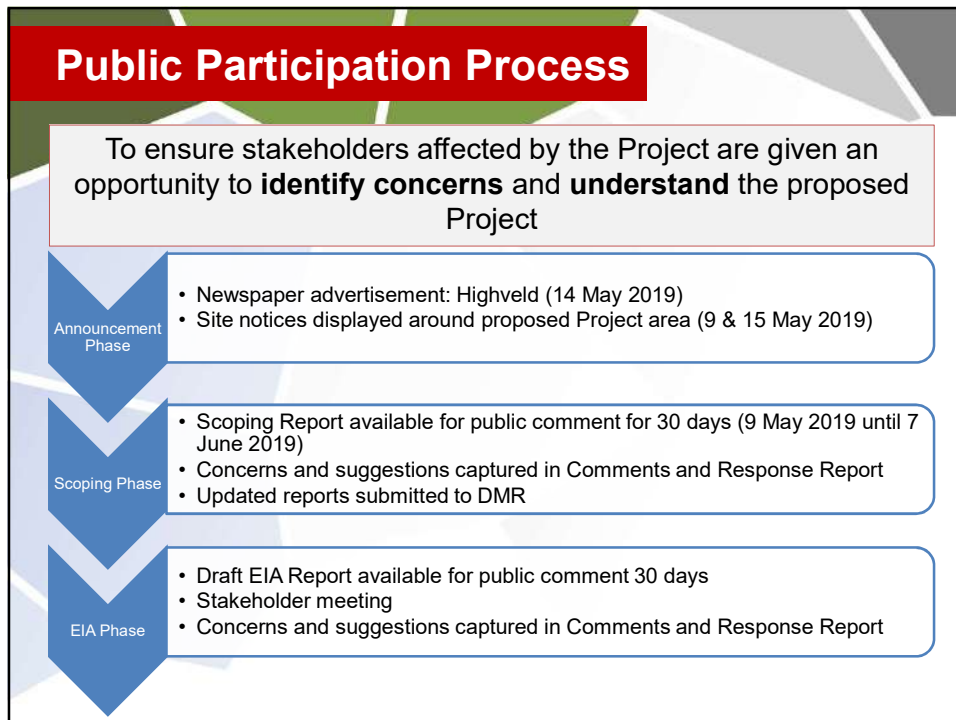 Public Participation Process
To ensure stakeholders affected by the Project are given an
opportunity to identify concerns and understand the proposed
Project
Announcement
Phase
• Newspaper advertisement: Highveld (14 May 2019)
• Site notices displayed around proposed Project area (9 & 15 May 2019)
Scoping Phase
• Scoping Report available for public comment for 30 days (9 May 2019 until 7
June 2019)
• Concerns and suggestions captured in Comments and Response Report
• Updated reports submitted to DMR
EIA Phase
• Draft EIA Report available for public comment 30 days
• Stakeholder meeting
• Concerns and suggestions captured in Comments and Response Report